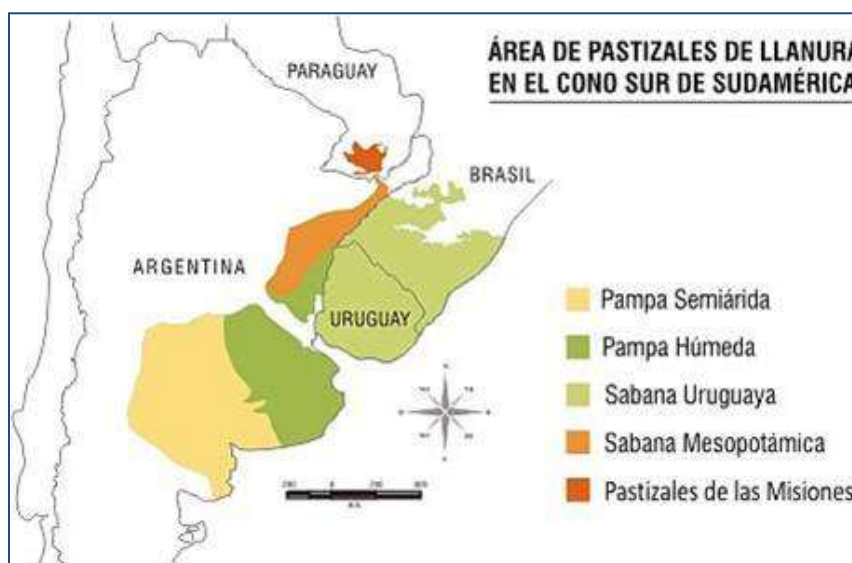 ÁREA DE PASTIZALES DE LLANURA
EN EL CONO SUR DE SUDAMÉRICA
PARAGUAY
BRASIL
ARGENTINA
URUGUAY
Pampa Semiárida
Pampa Húmeda
Sabana Uruguaya
Sabana Mesopotámica
Pastizales de las Misiones